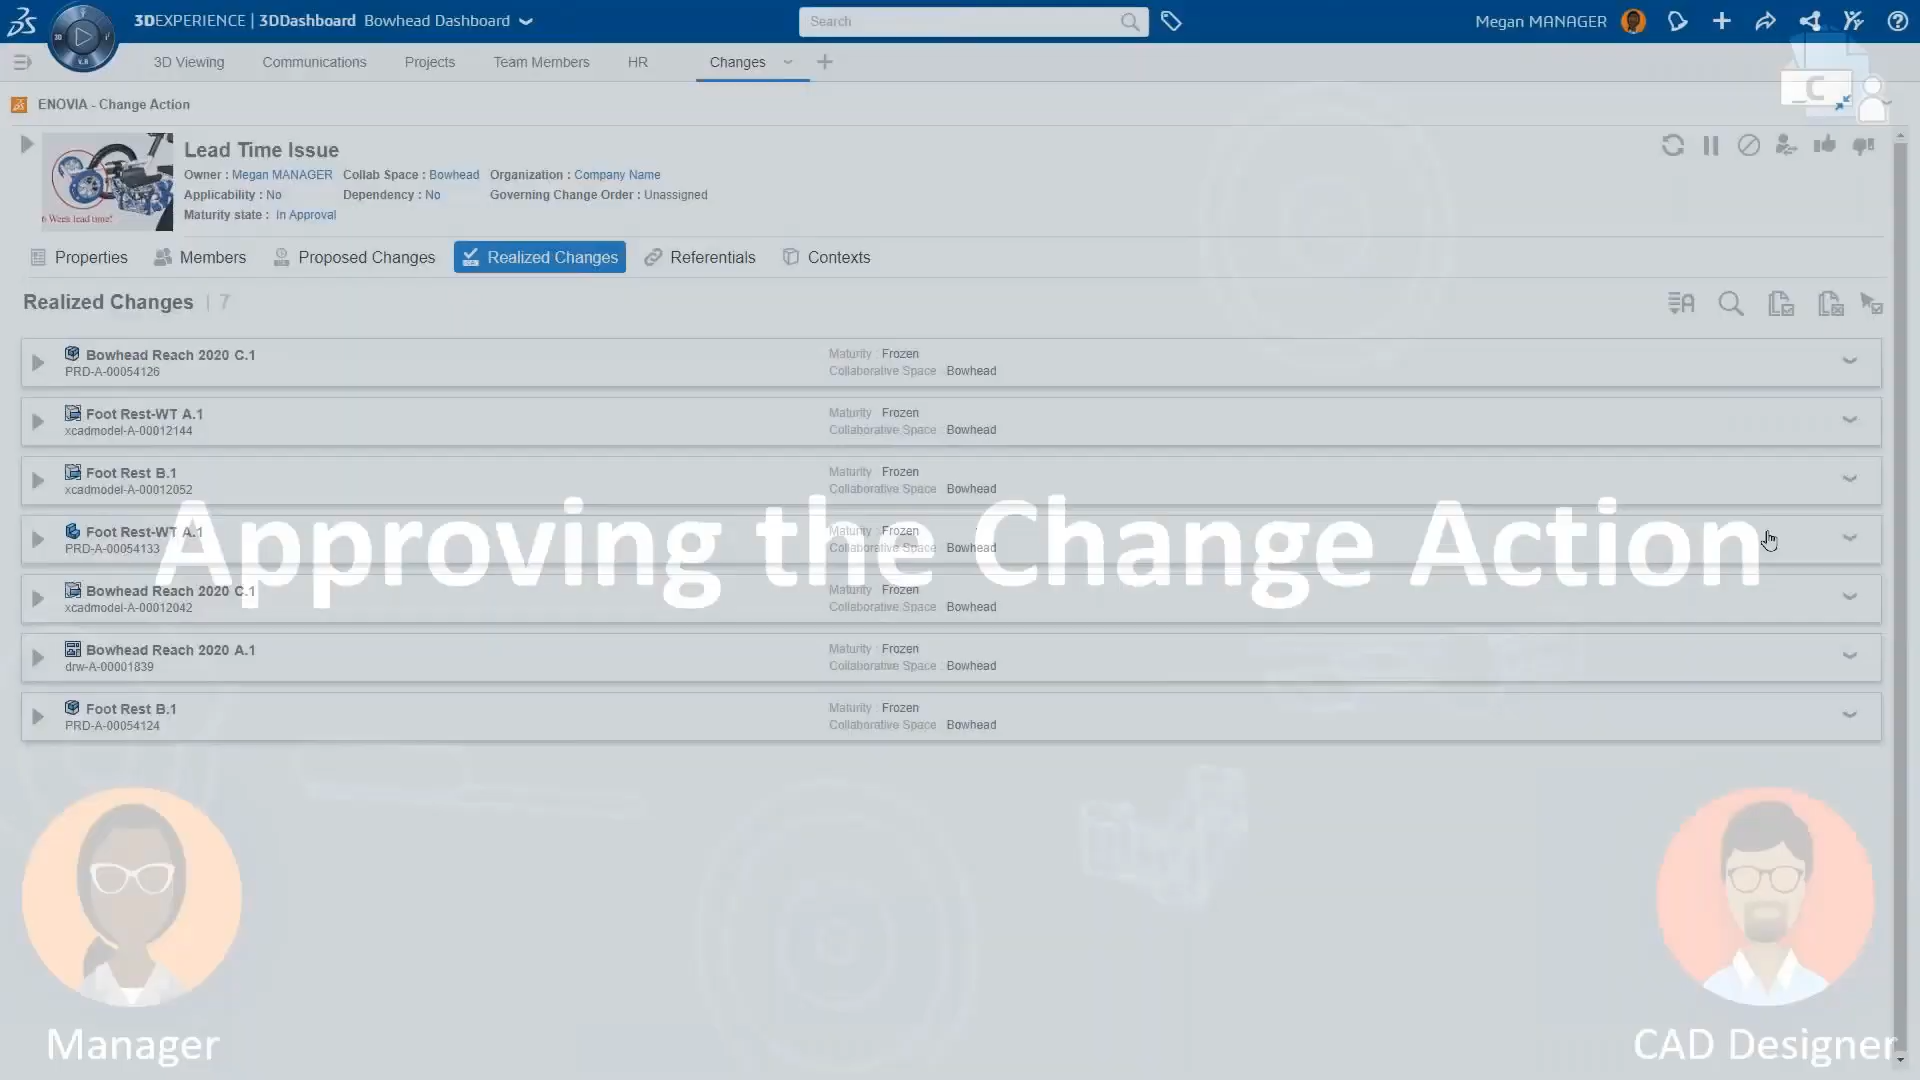 3DEXPERIENCE | 3DDashboard Bowhead Dashboard
Search
Megan MANAGER
3D Viewing Communications Projects Team Members HR Changes
ENOVIA - Change Action
Lead Time Issue
Owner : Megan MANAGER Collab Space : Bowhead Organization : Company Name
Applicability : No Dependency : No Governing Change Order : Unassigned
Maturity state : In Approval
6 Week lead time!
Properties Members Proposed Changes Realized Changes Referentials Contexts
Realized Changes | 7
Bowhead Reach 2020 C.1 Maturity : Frozen
PRD-A-00054126 Collaborative Space Bowhead
Foot Rest-WT A.1 Maturity : Frozen
xcadmodel-A-00012144 Collaborative Space Bowhead
Foot Rest B.1 Maturity : Frozen
xcadmodel-A-00012052 Collaborative Space Bowhead
Foot Rest-WT A.1 Maturity : Frozen
PRD-A-00054133 Collaborative Space Bowhead
Approving the Change Action
Bowhead Reach 2020 C.1 Maturity : Frozen
xcadmodel-A-00012042 Collaborative Space Bowhead
Bowhead Reach 2020 A.1 Maturity : Frozen
drw-A-00001839 Collaborative Space Bowhead
Foot Rest B.1 Maturity : Frozen
PRD-A-00054124 Collaborative Space Bowhead
Manager
CAD Designer